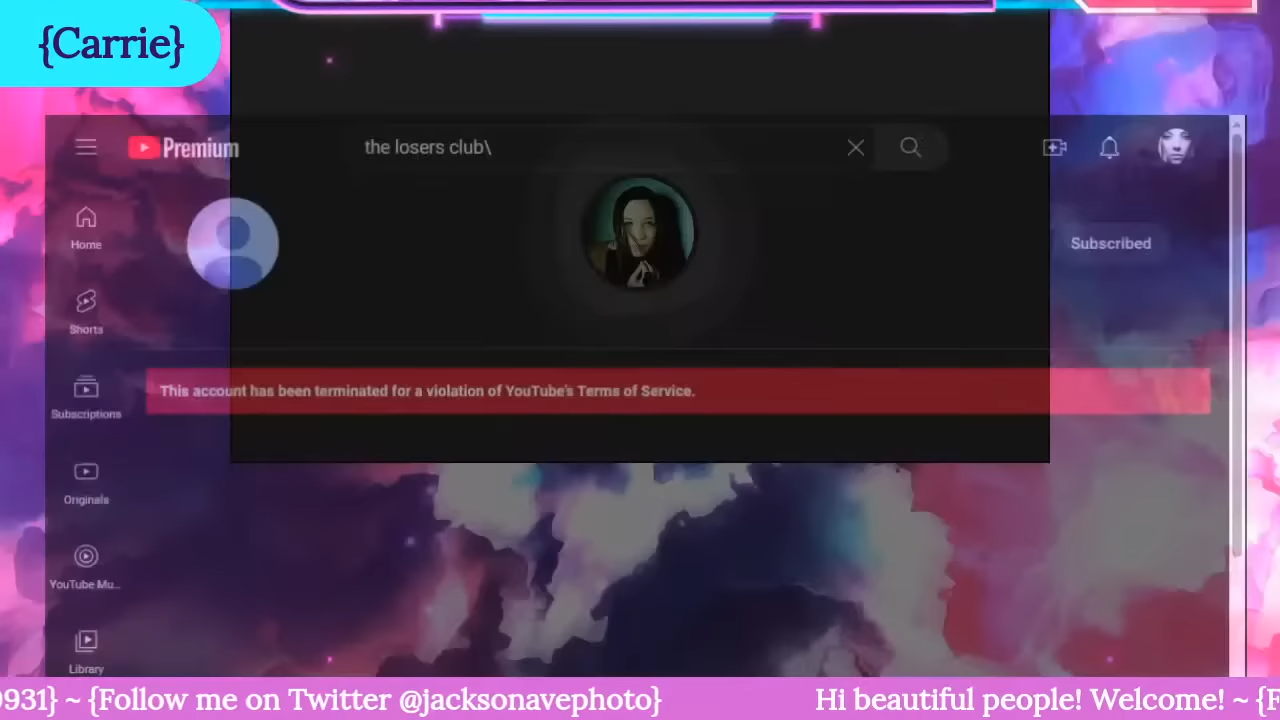 {Carrie}
Premium
the losers club\
Home
Subscribed
Shorts
This account has been terminated for a violation of YouTube's Terms of Service.
Subscriptions
Originals
YouTube Mu...
Library
0931} ~ {Follow me on Twitter @jacksonavephoto} Hi beautiful people! Welcome! ~ {F